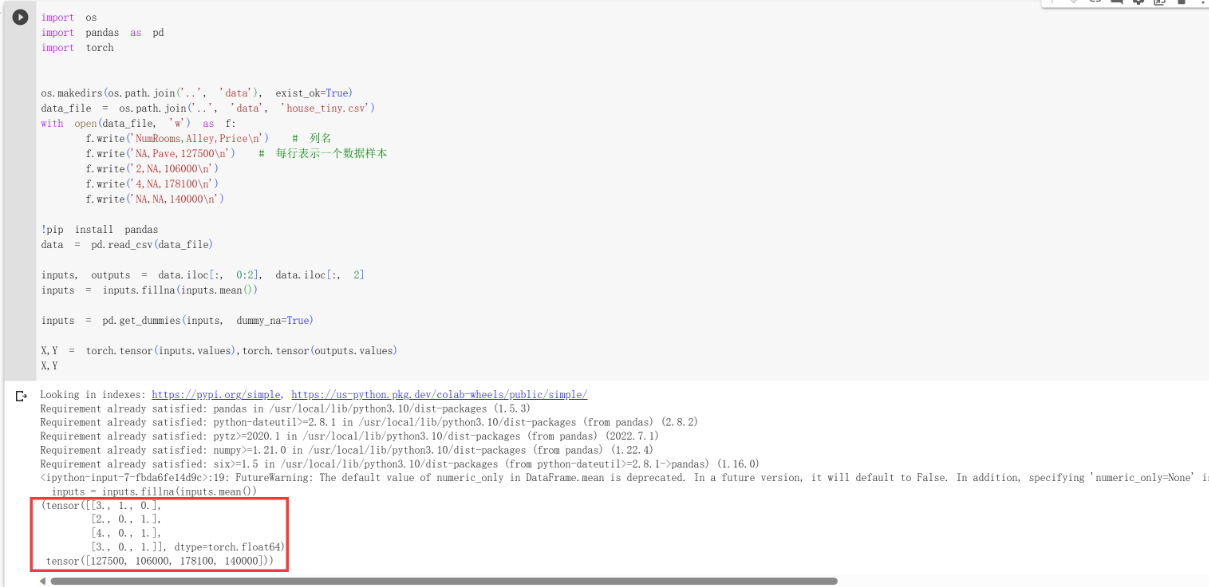 import os
import pandas as pd
import torch
os.makedirs(os.path.join('..', 'data'), exist_ok=True)
data_file = os.path.join('..', 'data', 'house_tiny.csv')
with open(data_file, 'w') as f:
f.write('NumRooms,Alley,Price\n') # 列名
f.write('NA,Pave,127500\n') # 每行表示一个数据样本
f.write('2,NA,106000\n')
f.write('4,NA,178100\n')
f.write('NA,NA,140000\n')
!pip install pandas
data = pd.read_csv(data_file)
inputs, outputs = data.iloc[:, 0:2], data.iloc[:, 2]
inputs = inputs.fillna(inputs.mean())
inputs = pd.get_dummies(inputs, dummy_na=True)
X,Y = torch.tensor(inputs.values),torch.tensor(outputs.values)
X,Y
Looking in indexes: https://pypi.org/simple, https://us-python.pkg.dev/colab-wheels/public/simple/
Requirement already satisfied: pandas in /usr/local/lib/python3.10/dist-packages (1.5.3)
Requirement already satisfied: python-dateutil>=2.8.1 in /usr/local/lib/python3.10/dist-packages (from pandas) (2.8.2)
Requirement already satisfied: pytz>=2020.1 in /usr/local/lib/python3.10/dist-packages (from pandas) (2022.7.1)
Requirement already satisfied: numpy>=1.21.0 in /usr/local/lib/python3.10/dist-packages (from pandas) (1.22.4)
Requirement already satisfied: six>=1.5 in /usr/local/lib/python3.10/dist-packages (from python-dateutil>=2.8.1->pandas) (1.16.0)
<ipython-input-7-fbda6fe14d9c>:19: FutureWarning: The default value of numeric_only in DataFrame.mean is deprecated. In a future version, it will default to False. In addition, specifying 'numeric_only=None' i
inputs = inputs.fillna(inputs.mean())
(tensor([[3., 1., 0.],
[2., 0., 1.],
[4., 0., 1.],
[3., 0., 1.]], dtype=torch.float64)
tensor([127500, 106000, 178100, 140000]))